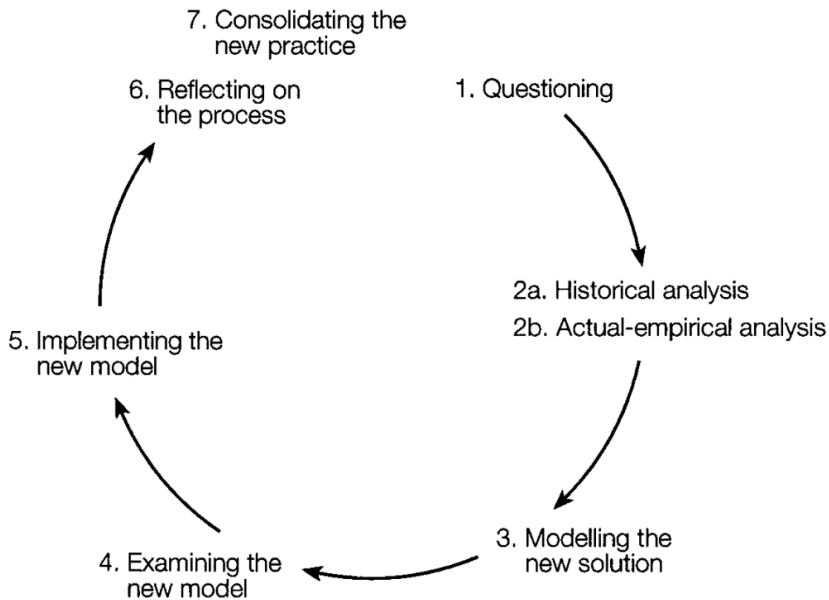 7. Consolidating the
new practice
6. Reflecting on
the process
1. Questioning
2a. Historical analysis
2b. Actual-empirical analysis
5. Implementing the
new model
3. Modelling the
new solution
4. Examining the
new model